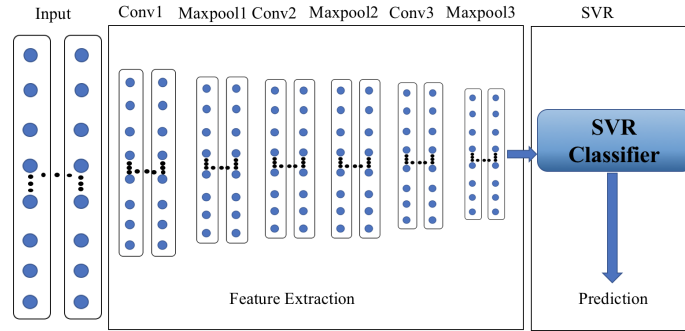 Input Conv1 Maxpool1 Conv2 Maxpool2 Conv3 Maxpool3 SVR
SVR
Classifier
Feature Extraction Prediction